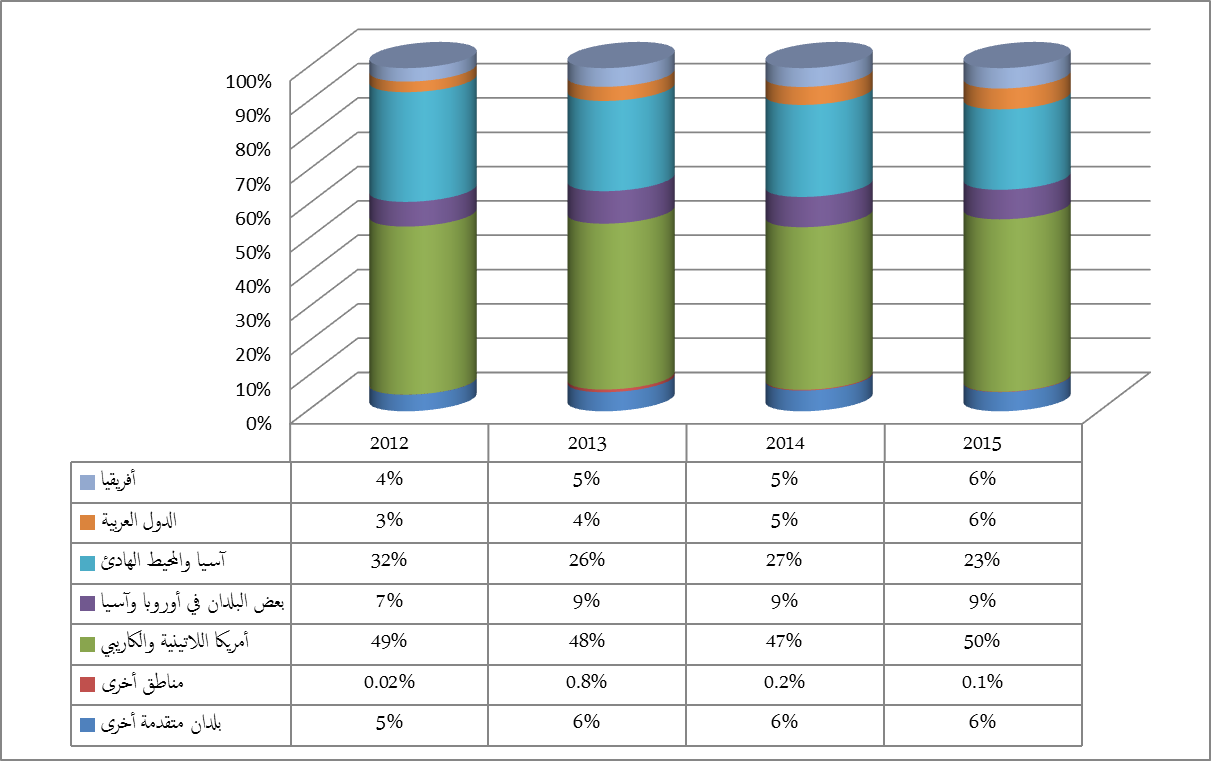 100%
90%
80%
70%
60%
50%
40%
30%
20%
10%
0%
2012 2013 2014 2015
أفريقيا 4% 5% 5% 6%
الدول العربية 3% 4% 5% 6%
آسيا والمحيط الهادئ 32% 26% 27% 23%
بعض البلدان في أوروبا وآسيا 7% 9% 9% 9%
أمريكا اللاتينية والكاريبي 49% 48% 47% 50%
مناطق أخرى 0.02% 0.8% 0.2% 0.1%
بلدان متقدمة أخرى 5% 6% 6% 6%